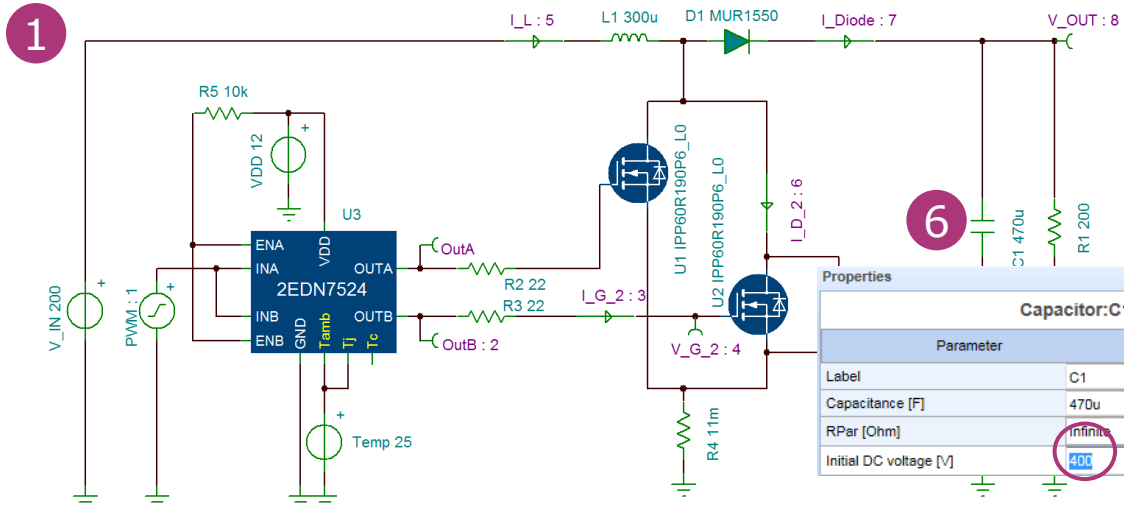 1
I_L : 5
L1 300u
D1 MUR1550
I_Diode : 7
V_OUT : 8
R5 10k
+
VDD 12
U3
ENA
INA
INB
ENB
VDD
OUTA
OUTB
2EDN7524
GND
Tamb
Tj
Tc
OutA
OutB : 2
R2 22
R3 22
I_G_2 : 3
V_G_2 : 4
U1 IPP60R190P6_L0
U2 IPP60R190P6_L0
I_D_2 : 6
6
C1 470u
R1 200
V_IN 200
+
PWM : 1
+
Temp 25
+
R4 11m
Properties
Capacitor:C1
Parameter
Label C1
Capacitance [F] 470u
RPar [Ohm] Infinite
Initial DC voltage [V] 400